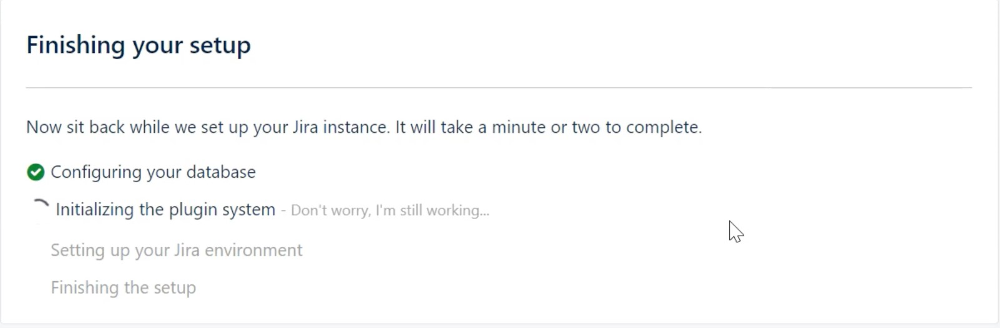 Finishing your setup
Now sit back while we set up your Jira instance. It will take a minute or two to complete.
Configuring your database
Initializing the plugin system - Don't worry, I'm still working...
Setting up your Jira environment
Finishing the setup